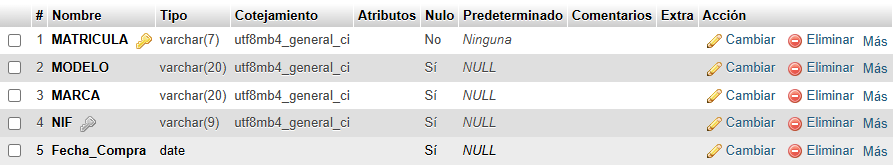 # Nombre Tipo Cotejamiento Atributos Nulo Predeterminado Comentarios Extra Acción
1 MATRICULA varchar(7) utf8mb4_general_ci No Ninguna Cambiar Eliminar Más
2 MODELO varchar(20) utf8mb4_general_ci Sí NULL Cambiar Eliminar Más
3 MARCA varchar(20) utf8mb4_general_ci Sí NULL Cambiar Eliminar Más
4 NIF varchar(9) utf8mb4_general_ci Sí NULL Cambiar Eliminar Más
5 Fecha_Compra date Sí NULL Cambiar Eliminar Más